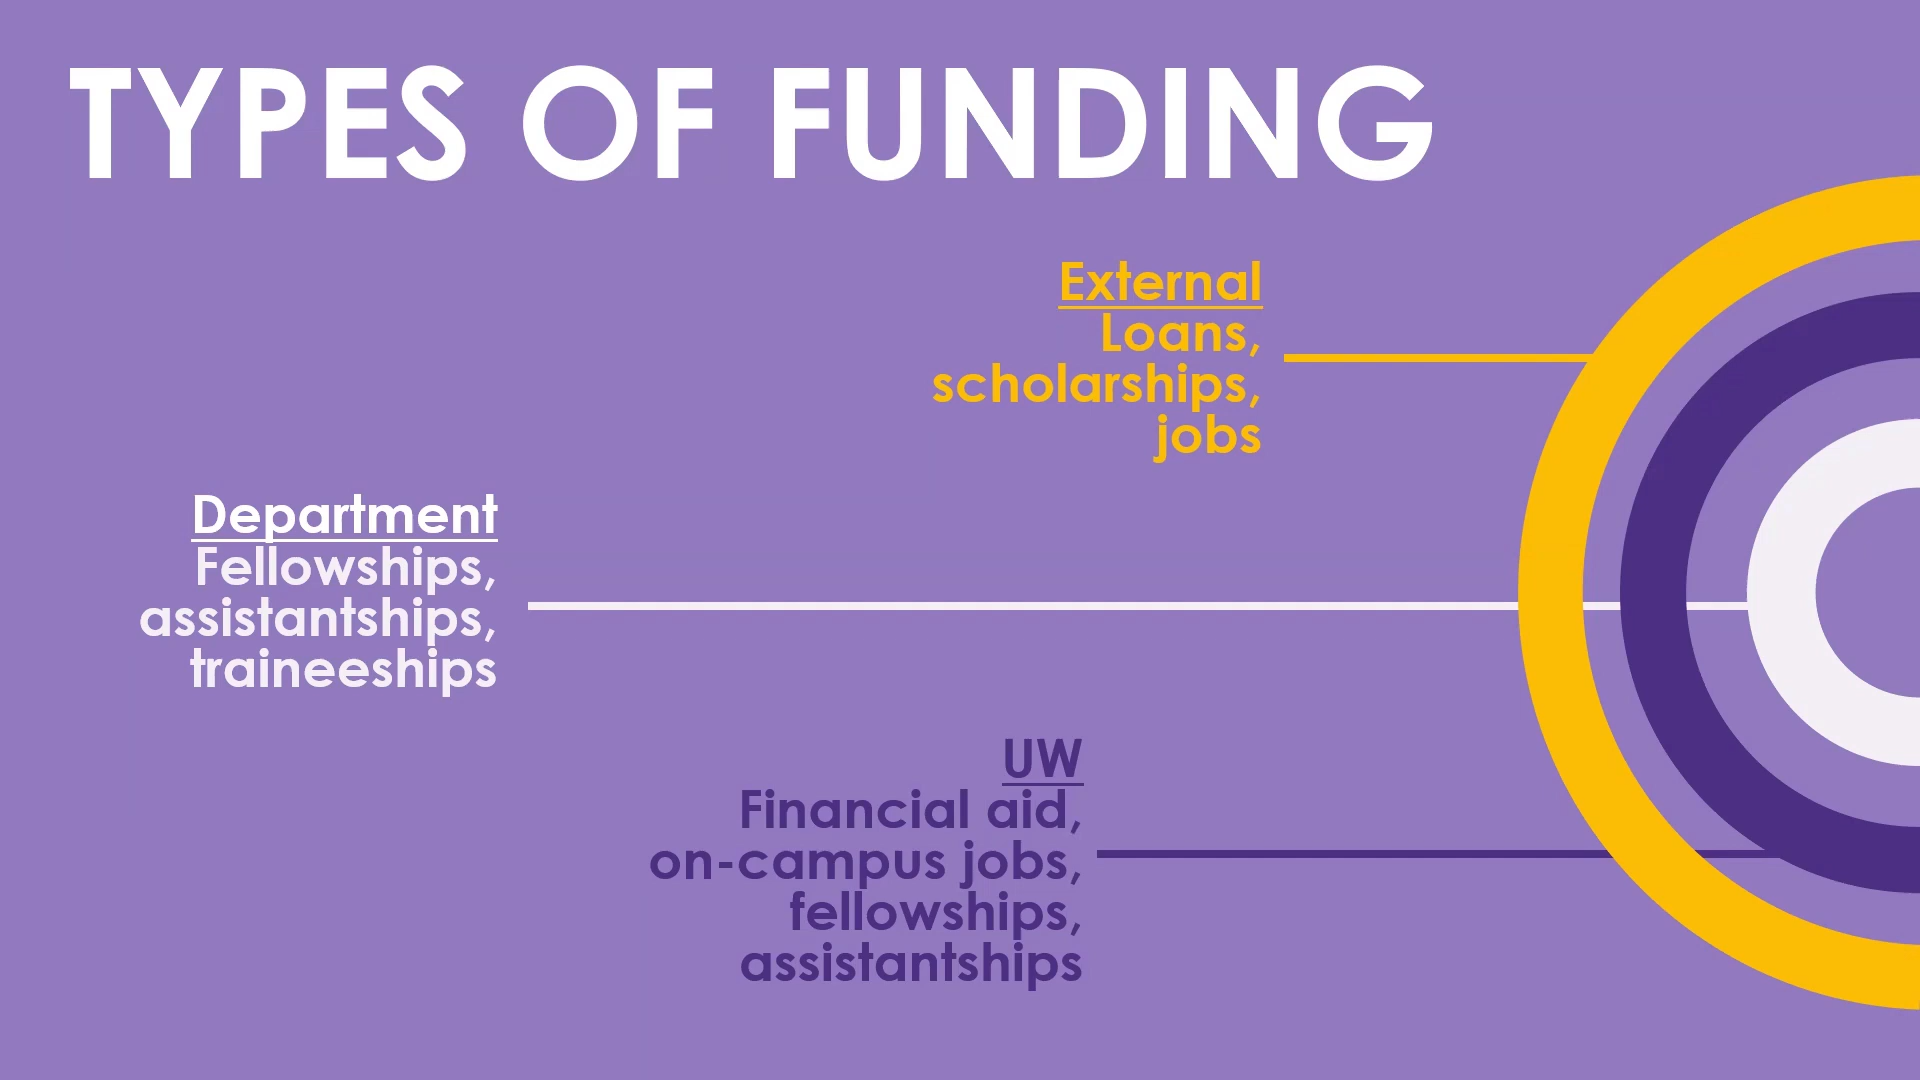 TYPES OF FUNDING
External
Loans,
scholarships,
jobs
Department
Fellowships,
assistantships,
traineeships
UW
Financial aid,
on-campus jobs,
fellowships,
assistantships